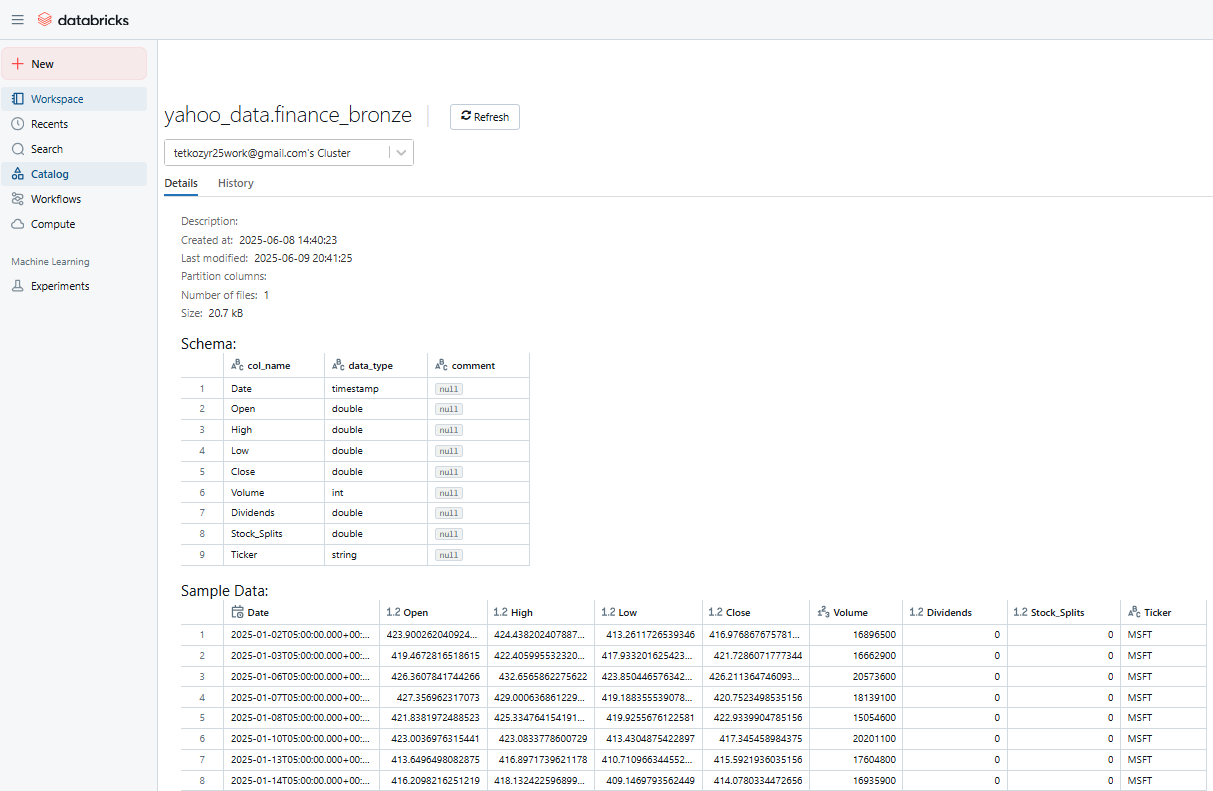 databricks
New
Workspace
Recents
Search
Catalog
Workflows
Compute
Machine Learning
Experiments
yahoo_data.finance_bronze
Refresh
tetkozyr25work@gmail.com's Cluster
Details History
Description:
Created at: 2025-06-08 14:40:23
Last modified: 2025-06-09 20:41:25
Partition columns:
Number of files: 1
Size: 20.7 kB
Schema:
col_name data_type comment
1 Date timestamp null
2 Open double null
3 High double null
4 Low double null
5 Close double null
6 Volume int null
7 Dividends double null
8 Stock_Splits double null
9 Ticker string null
Sample Data:
Date 1.2 Open 1.2 High 1.2 Low 1.2 Close Volume 1.2 Dividends 1.2 Stock_Splits Ticker
1 2025-01-02T05:00:00.000+00:... 423.900262040924... 424.438202407887... 413.2611726539346 416.976867675781... 16896500 0 0 MSFT
2 2025-01-03T05:00:00.000+00:... 419.4672816518615 422.405995532320... 417.933201625423... 421.7286071777344 16662900 0 0 MSFT
3 2025-01-06T05:00:00.000+00:... 426.3607841744266 432.6565862275622 423.850446576342... 426.211364746093... 20573600 0 0 MSFT
4 2025-01-07T05:00:00.000+00:... 427.356962317073 429.000636861229... 419.188355539078... 420.7523498535156 18139100 0 0 MSFT
5 2025-01-08T05:00:00.000+00:... 421.8381972488523 425.334764154191... 419.9255676122581 422.9339904785156 15054600 0 0 MSFT
6 2025-01-10T05:00:00.000+00:... 423.0036976315441 423.0833778600729 413.4304875422897 417.345458984375 20201100 0 0 MSFT
7 2025-01-13T05:00:00.000+00:... 413.6496498082875 416.8971739621178 410.710966344552... 415.5921936035156 17604800 0 0 MSFT
8 2025-01-14T05:00:00.000+00:... 416.2098216251219 418.132422596899... 409.1469793562449 414.0780334472656 16935900 0 0 MSFT